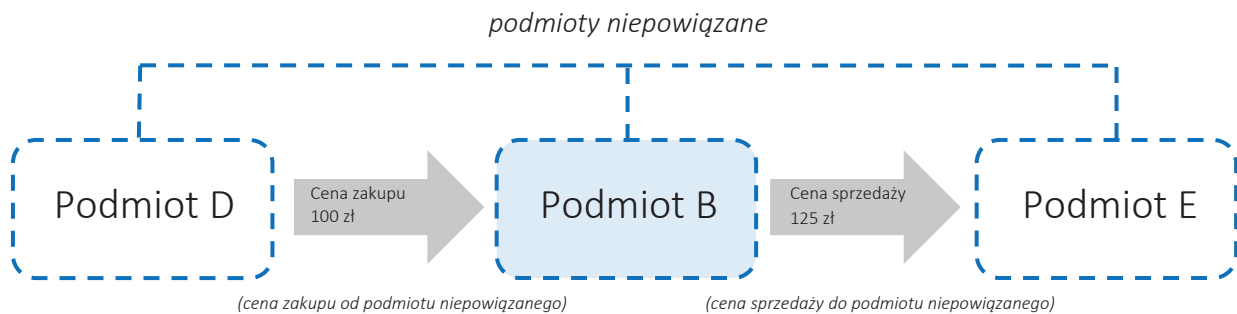 podmioty niepowiązane
Podmiot D
Cena zakupu
100 zł
Podmiot B
Cena sprzedaży
125 zł
Podmiot E
(cena zakupu od podmiotu niepowiązanego)
(cena sprzedaży do podmiotu niepowiązanego)